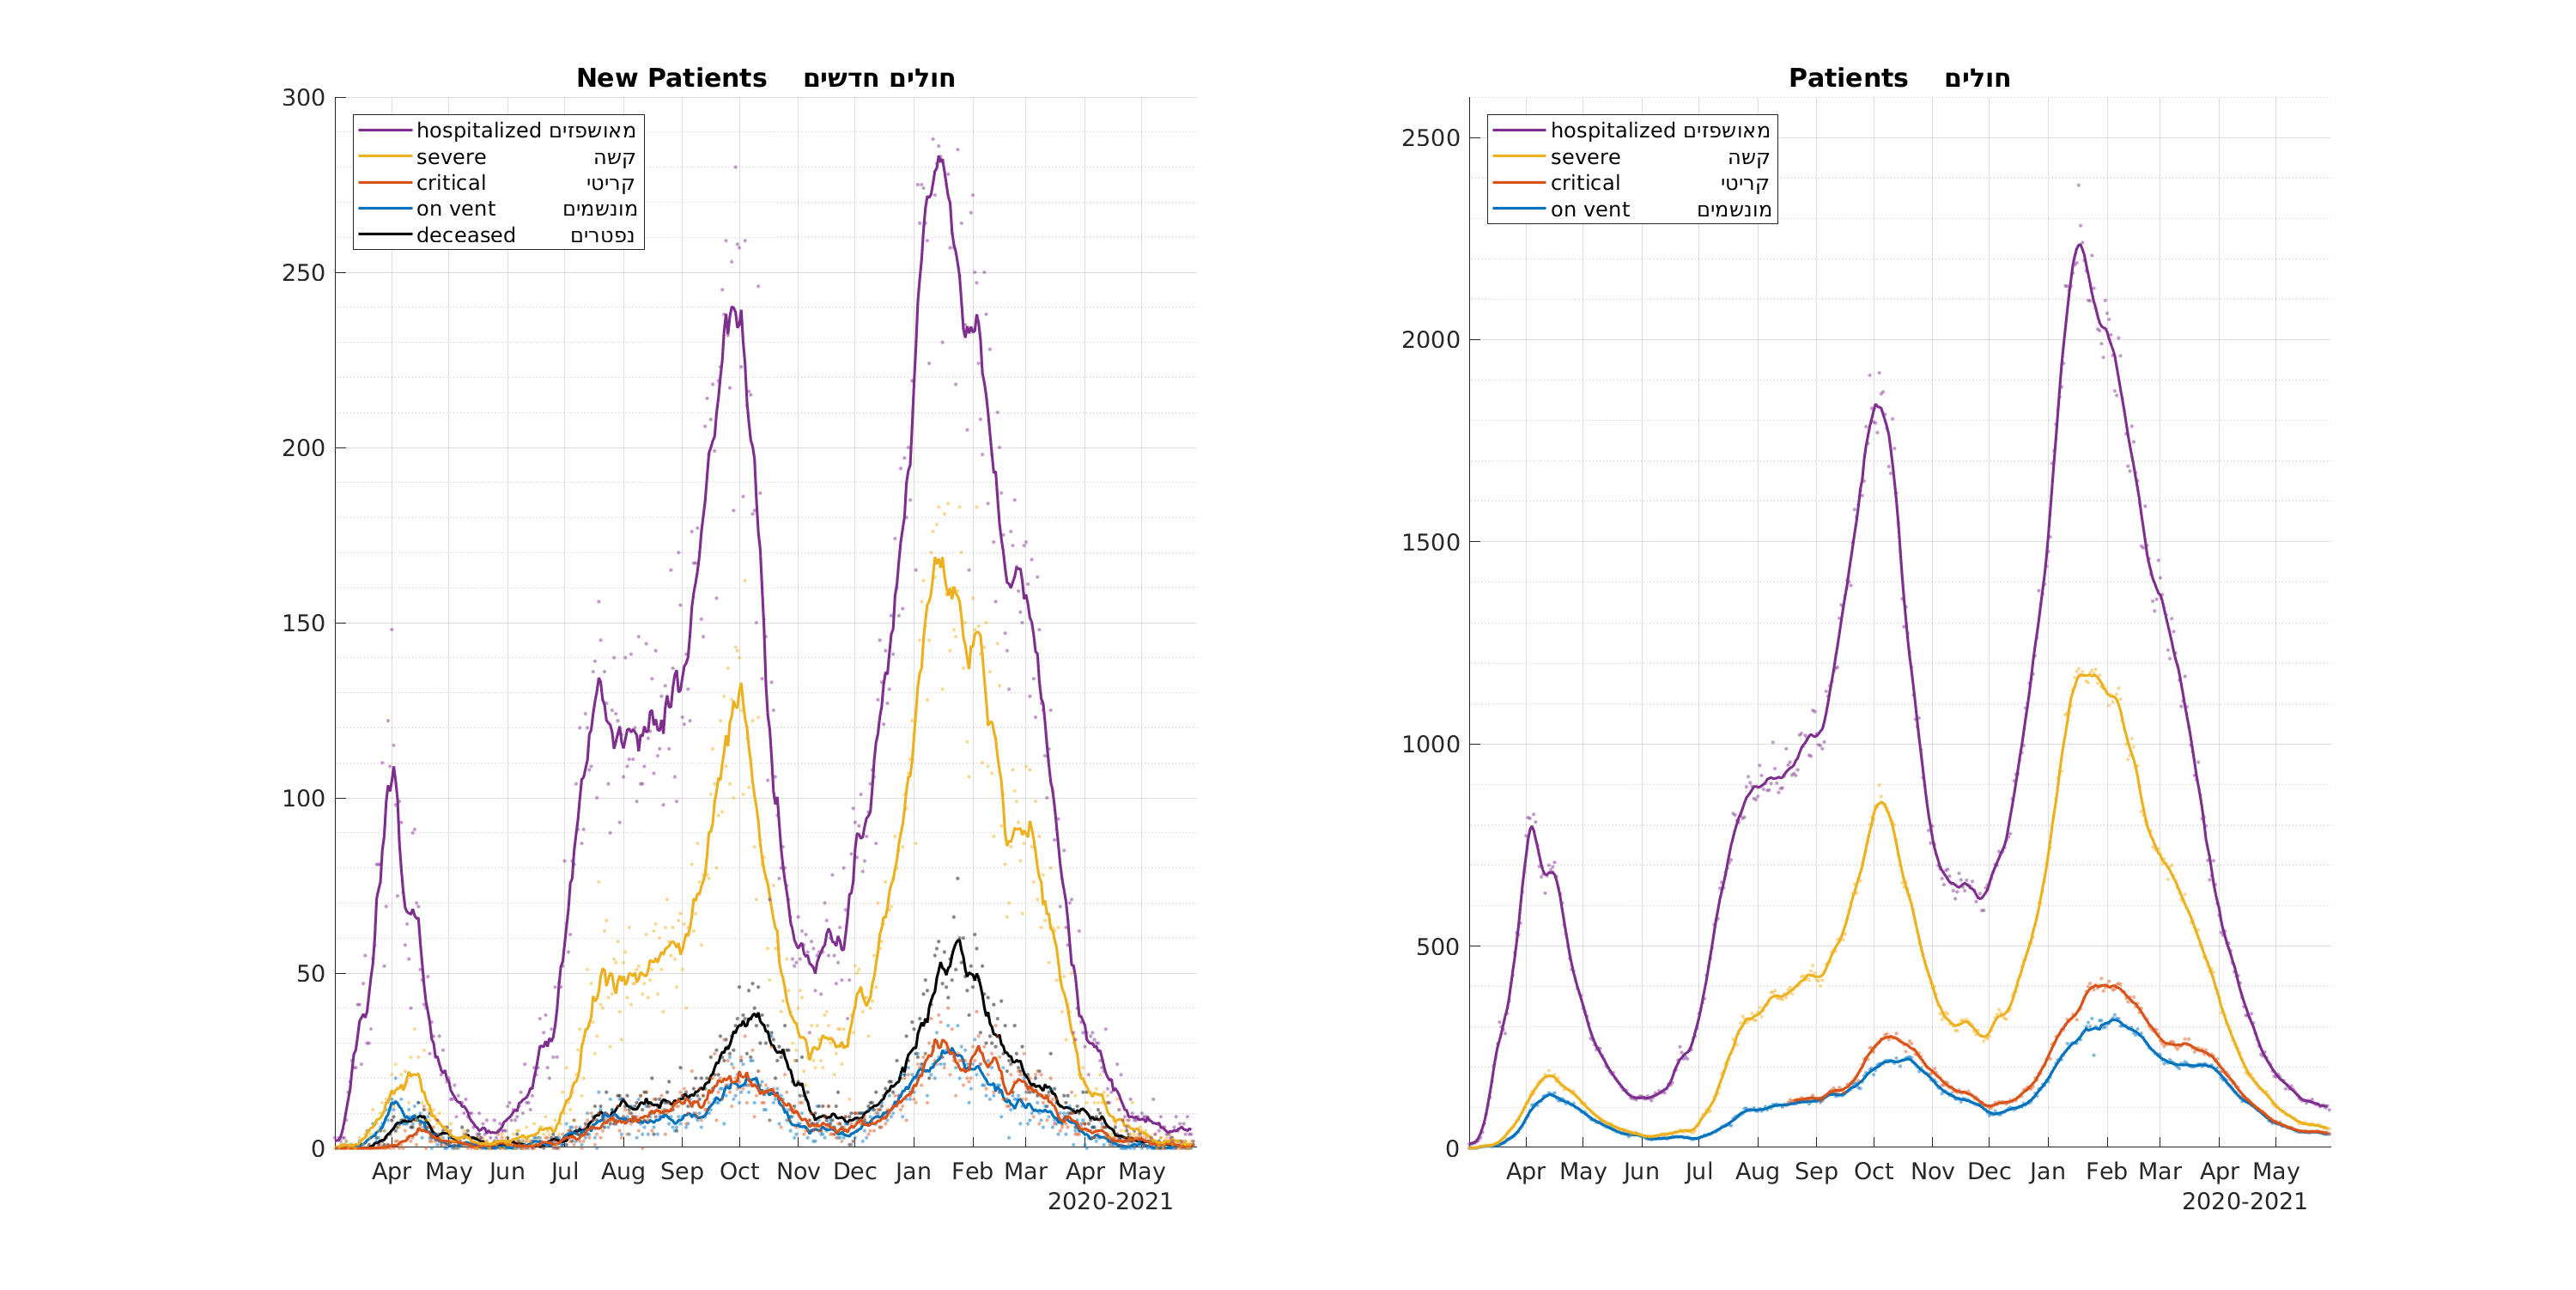 New Patients חולים חדשים
300
250
200
150
100
50
0
hospitalized מאושפזים
severe קשה
critical קריטי
on vent מונשמים
deceased נפטרים
Apr May Jun Jul Aug Sep Oct Nov Dec Jan Feb Mar Apr May
2020-2021
Patients חולים
2500
2000
1500
1000
500
0
hospitalized מאושפזים
severe קשה
critical קריטי
on vent מונשמים
Apr May Jun Jul Aug Sep Oct Nov Dec Jan Feb Mar Apr May
2020-2021